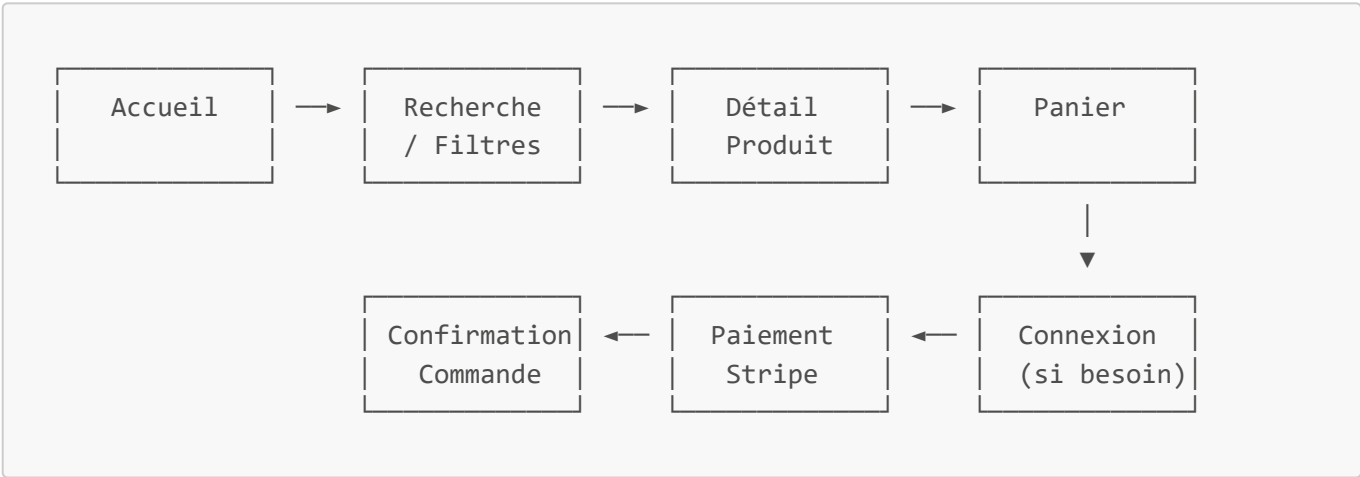 Accueil
Recherche
/ Filtres
Détail
Produit
Panier
Confirmation
Commande
Paiement
Stripe
Connexion
(si besoin)